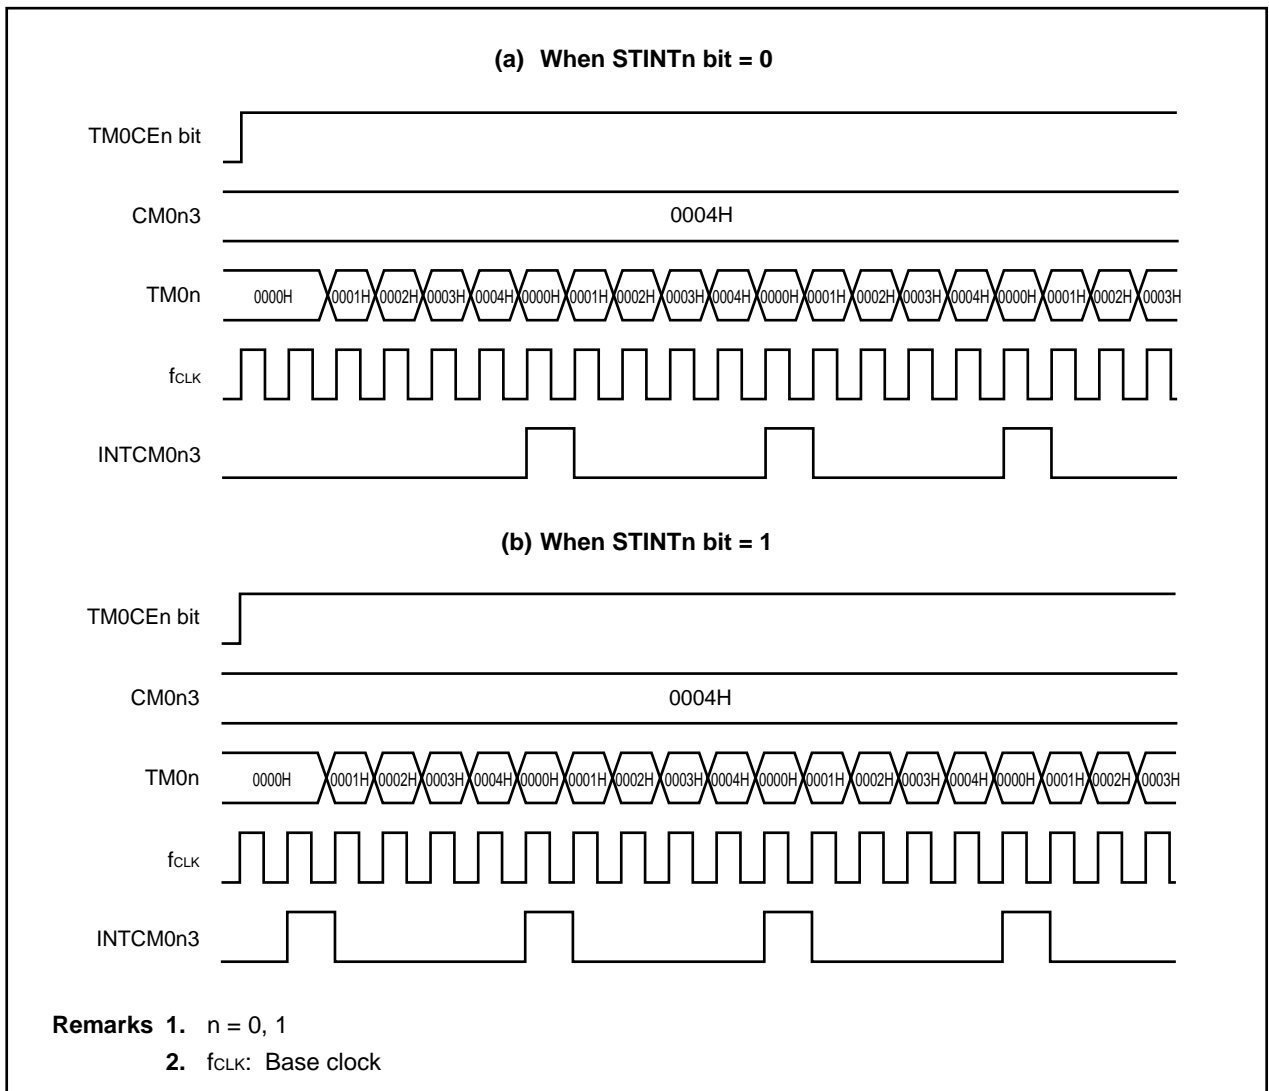 (a) When STINTn bit = 0
TM0CEn bit
CM0n3
0004H
TM0n
0000H 0001H 0002H 0003H 0004H 0000H 0001H 0002H 0003H 0004H 0000H 0001H 0002H 0003H 0004H 0000H 0001H 0002H 0003H
fCLK
INTCM0n3
(b) When STINTn bit = 1
TM0CEn bit
CM0n3
0004H
TM0n
0000H 0001H 0002H 0003H 0004H 0000H 0001H 0002H 0003H 0004H 0000H 0001H 0002H 0003H 0004H 0000H 0001H 0002H 0003H
fCLK
INTCM0n3
Remarks 1. n = 0, 1
2. fCLK: Base clock